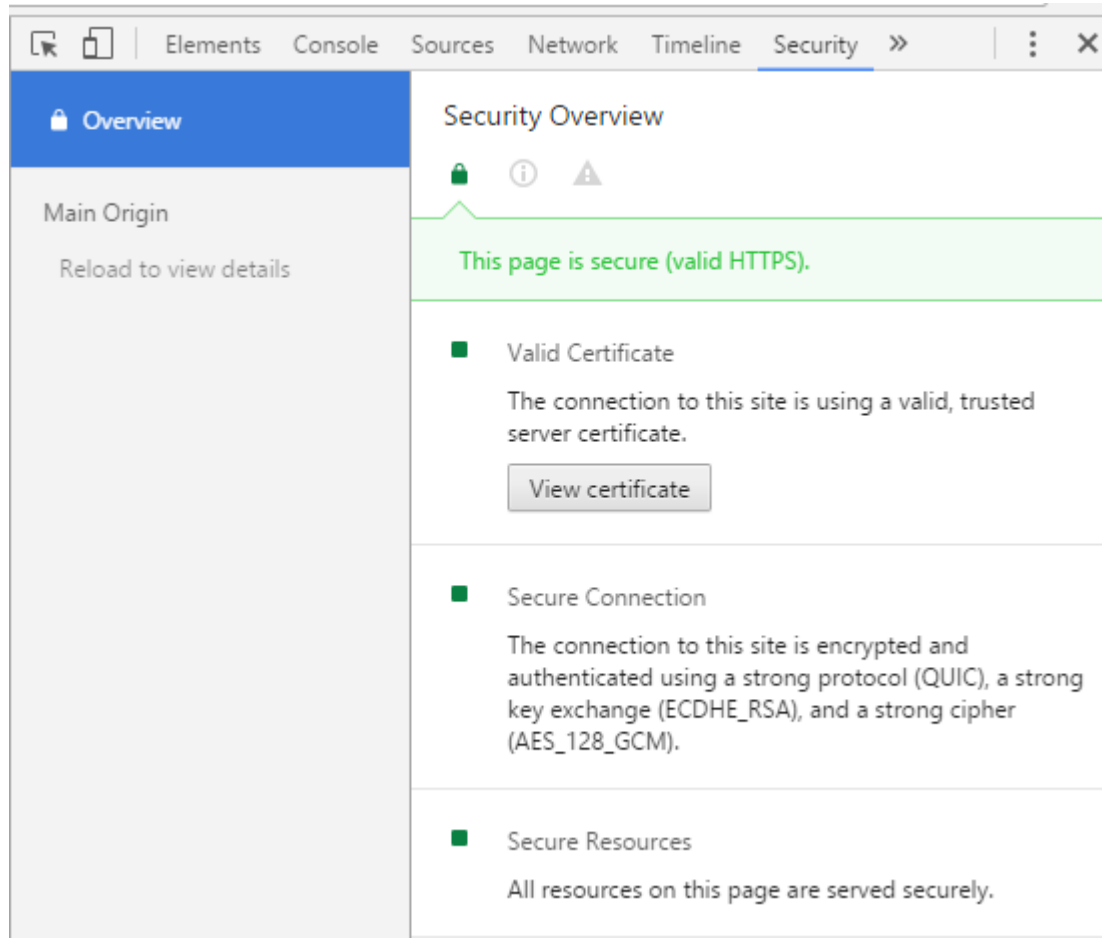 Elements Console Sources Network Timeline Security »
Overview
Main Origin
Reload to view details
Security Overview
This page is secure (valid HTTPS).
Valid Certificate
The connection to this site is using a valid, trusted
server certificate.
View certificate
Secure Connection
The connection to this site is encrypted and
authenticated using a strong protocol (QUIC), a strong
key exchange (ECDHE_RSA), and a strong cipher
(AES_128_GCM).
Secure Resources
All resources on this page are served securely.